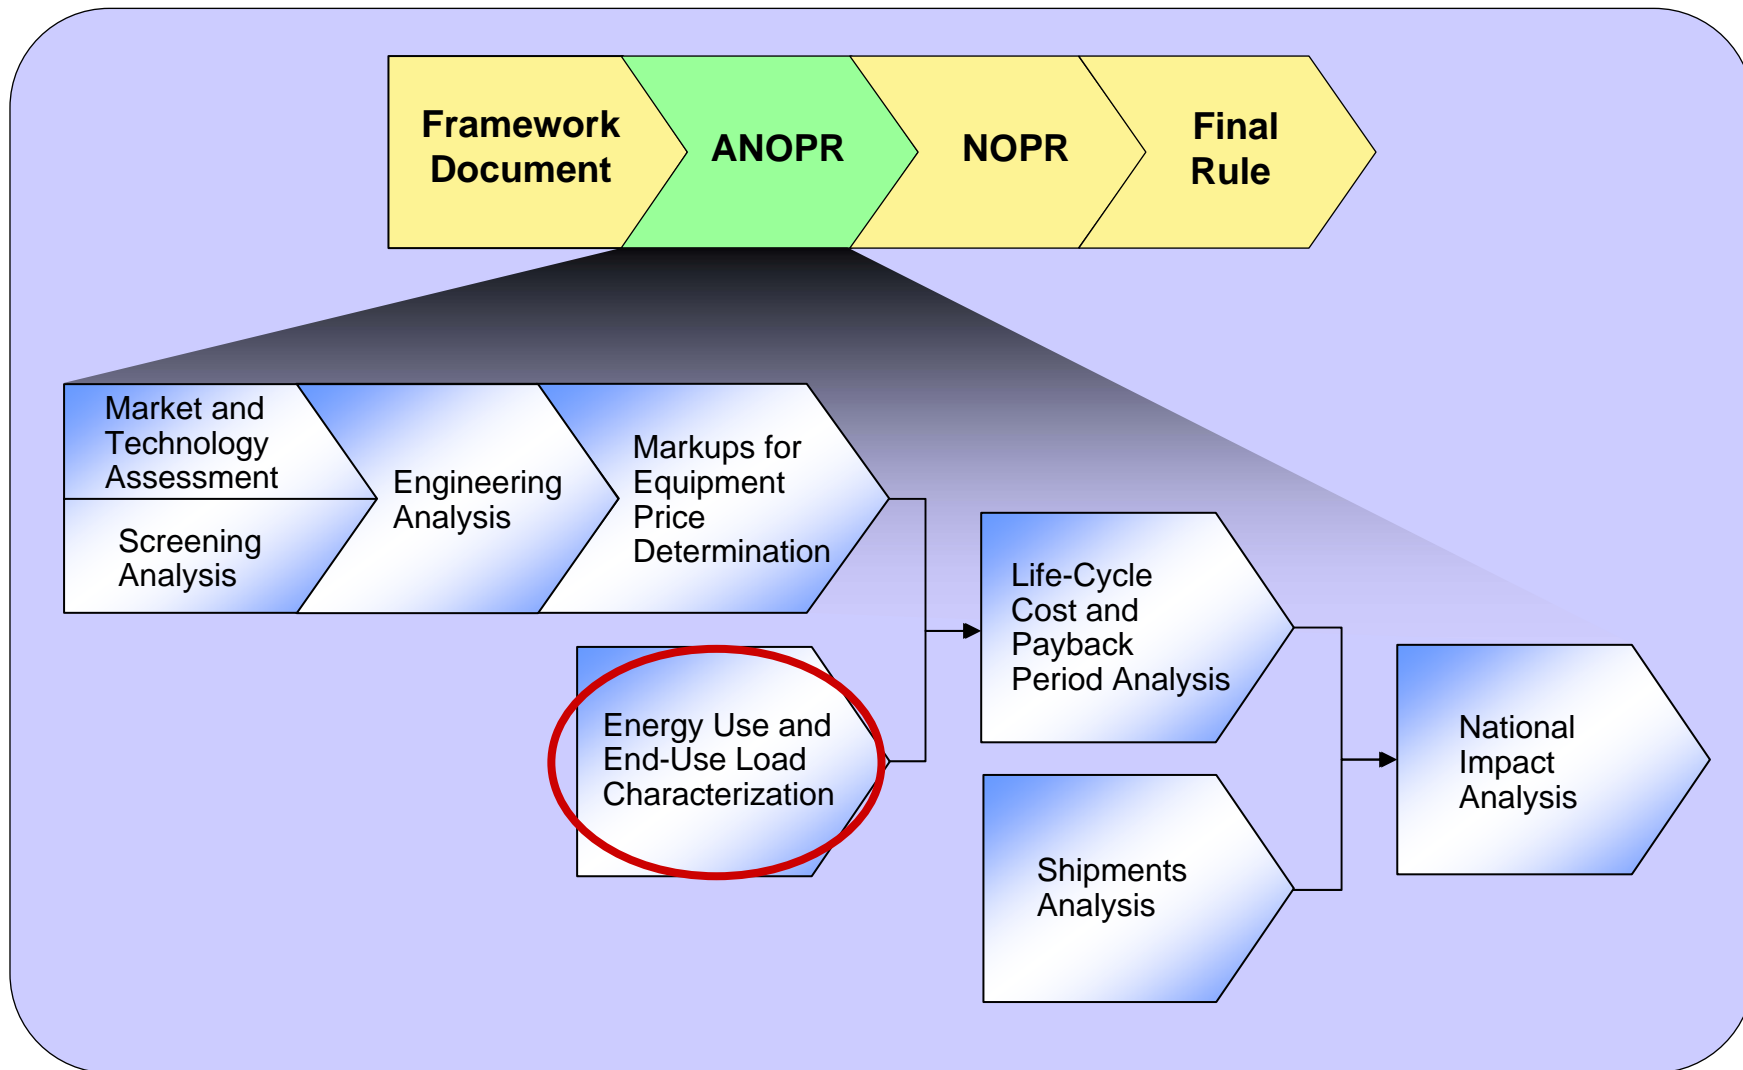 Framework
Document
ANOPR
NOPR
Final
Rule
Market and
Technology
Assessment
Screening
Analysis
Engineering
Analysis
Markups for
Equipment
Price
Determination
Energy Use and
End-Use Load
Characterization
Life-Cycle
Cost and
Payback
Period Analysis
Shipments
Analysis
National
Impact
Analysis